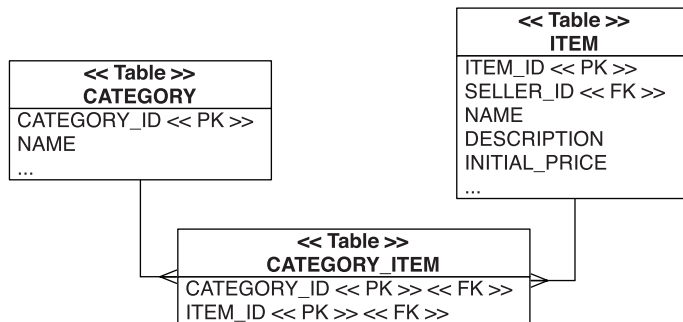 << Table >>
CATEGORY
CATEGORY_ID << PK >>
NAME
...
<< Table >>
ITEM
ITEM_ID << PK >>
SELLER_ID << FK >>
NAME
DESCRIPTION
INITIAL_PRICE
...
<< Table >>
CATEGORY_ITEM
CATEGORY_ID << PK >> << FK >>
ITEM_ID << PK >> << FK >>